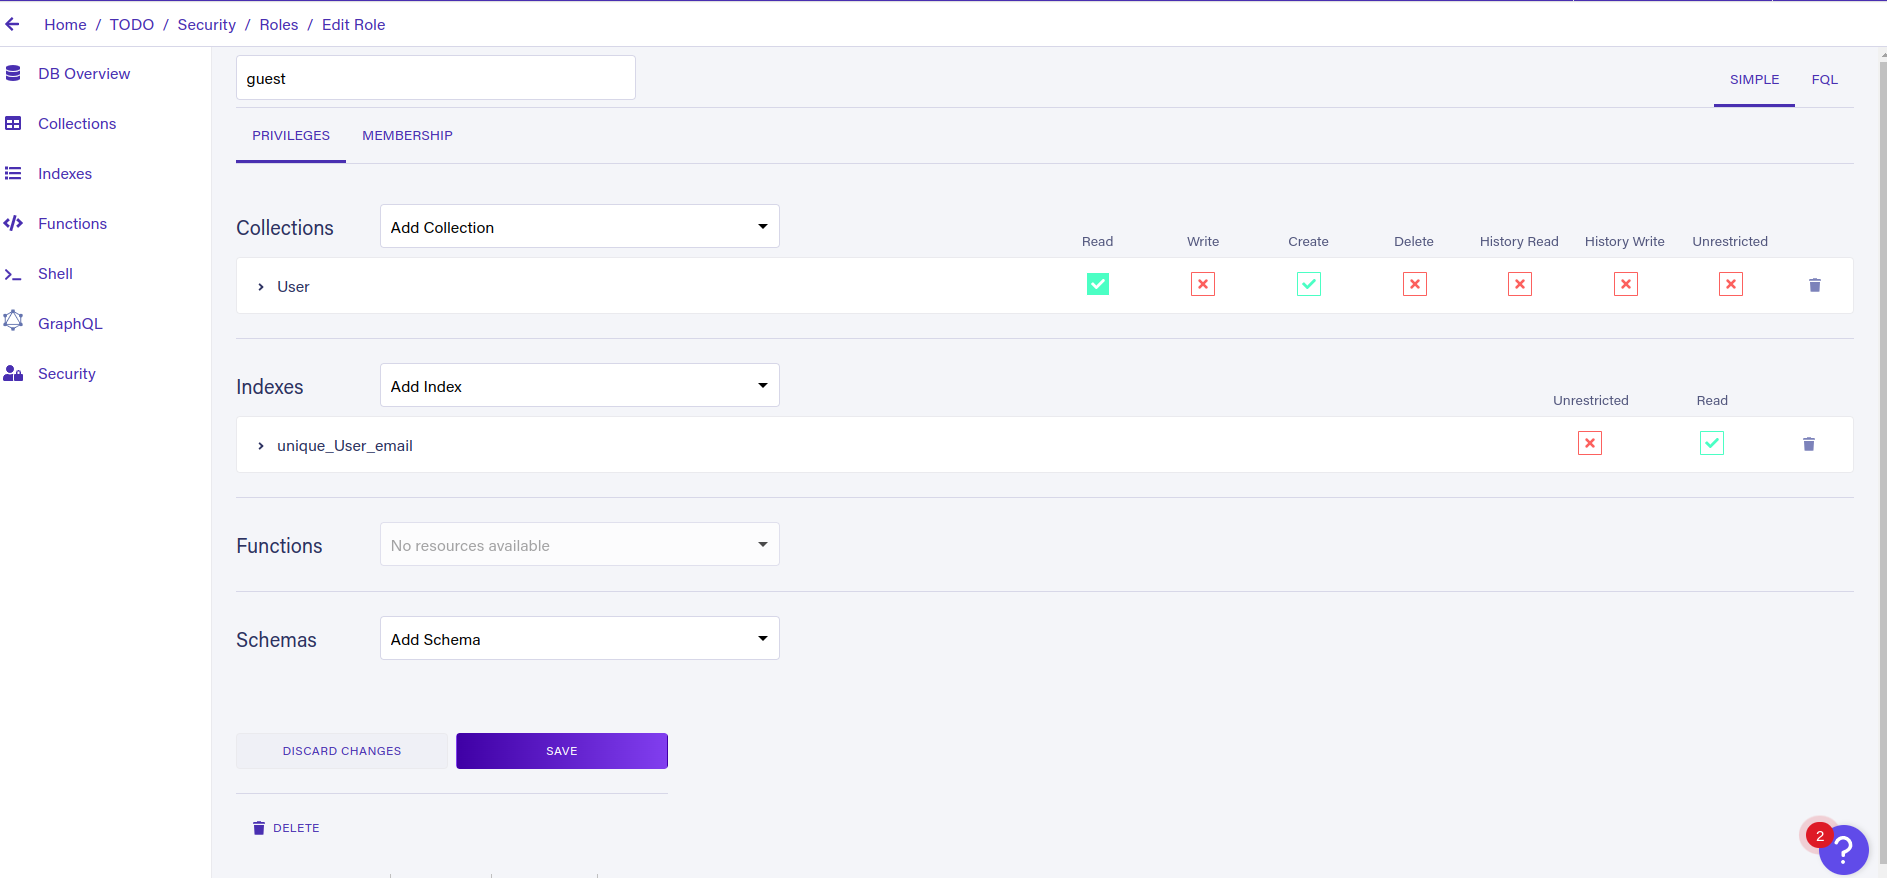 Home / TODO / Security / Roles / Edit Role
DB Overview
Collections
Indexes
Functions
Shell
GraphQL
Security
guest
SIMPLE FQL
PRIVILEGES MEMBERSHIP
Collections Add Collection
Read Write Create Delete History Read History Write Unrestricted
User
Indexes Add Index
Unrestricted Read
unique_User_email
Functions No resources available
Schemas Add Schema
DISCARD CHANGES SAVE
DELETE
2
?